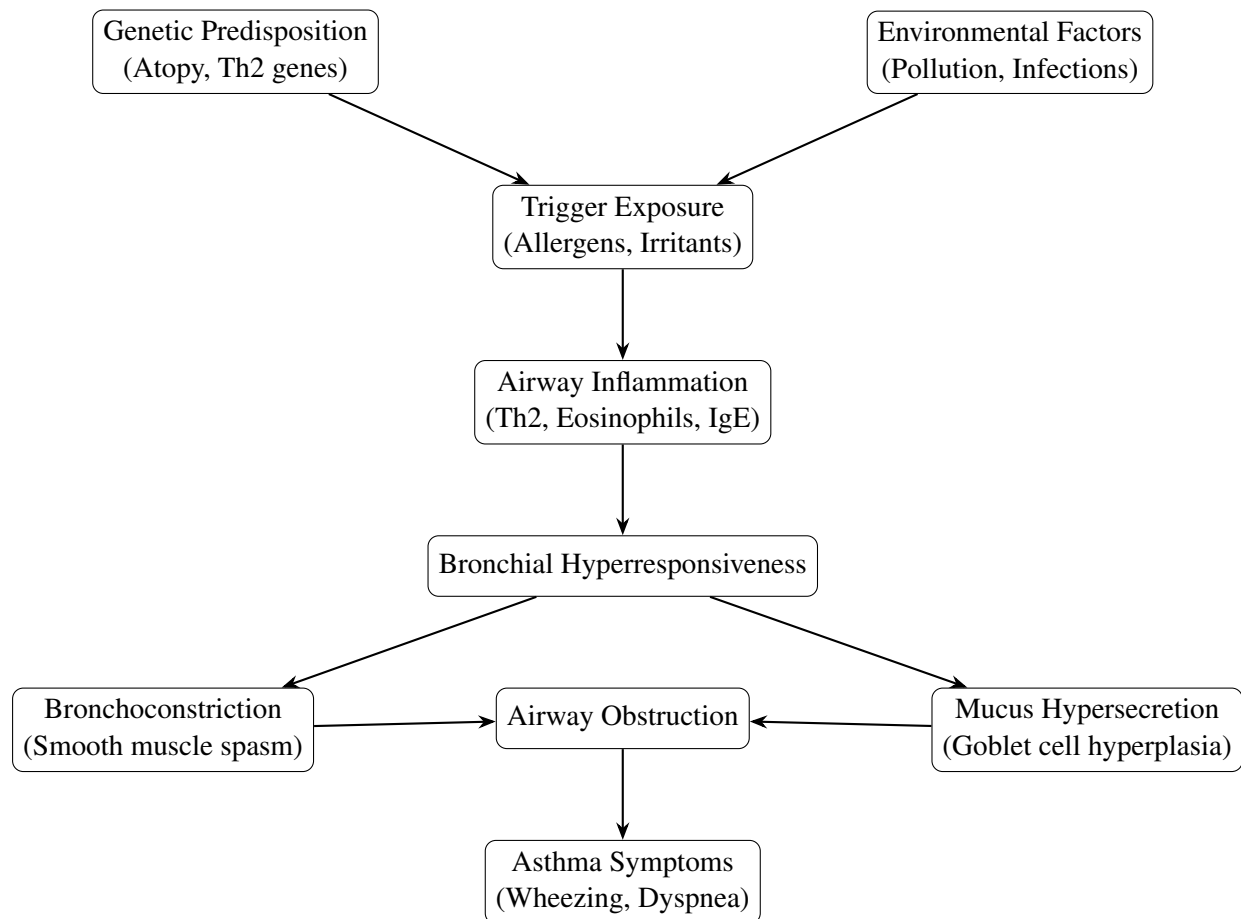 Genetic Predisposition
(Atopy, Th2 genes)
Environmental Factors
(Pollution, Infections)
Trigger Exposure
(Allergens, Irritants)
Airway Inflammation
(Th2, Eosinophils, IgE)
Bronchial Hyperresponsiveness
Bronchoconstriction
(Smooth muscle spasm)
Airway Obstruction
Mucus Hypersecretion
(Goblet cell hyperplasia)
Asthma Symptoms
(Wheezing, Dyspnea)